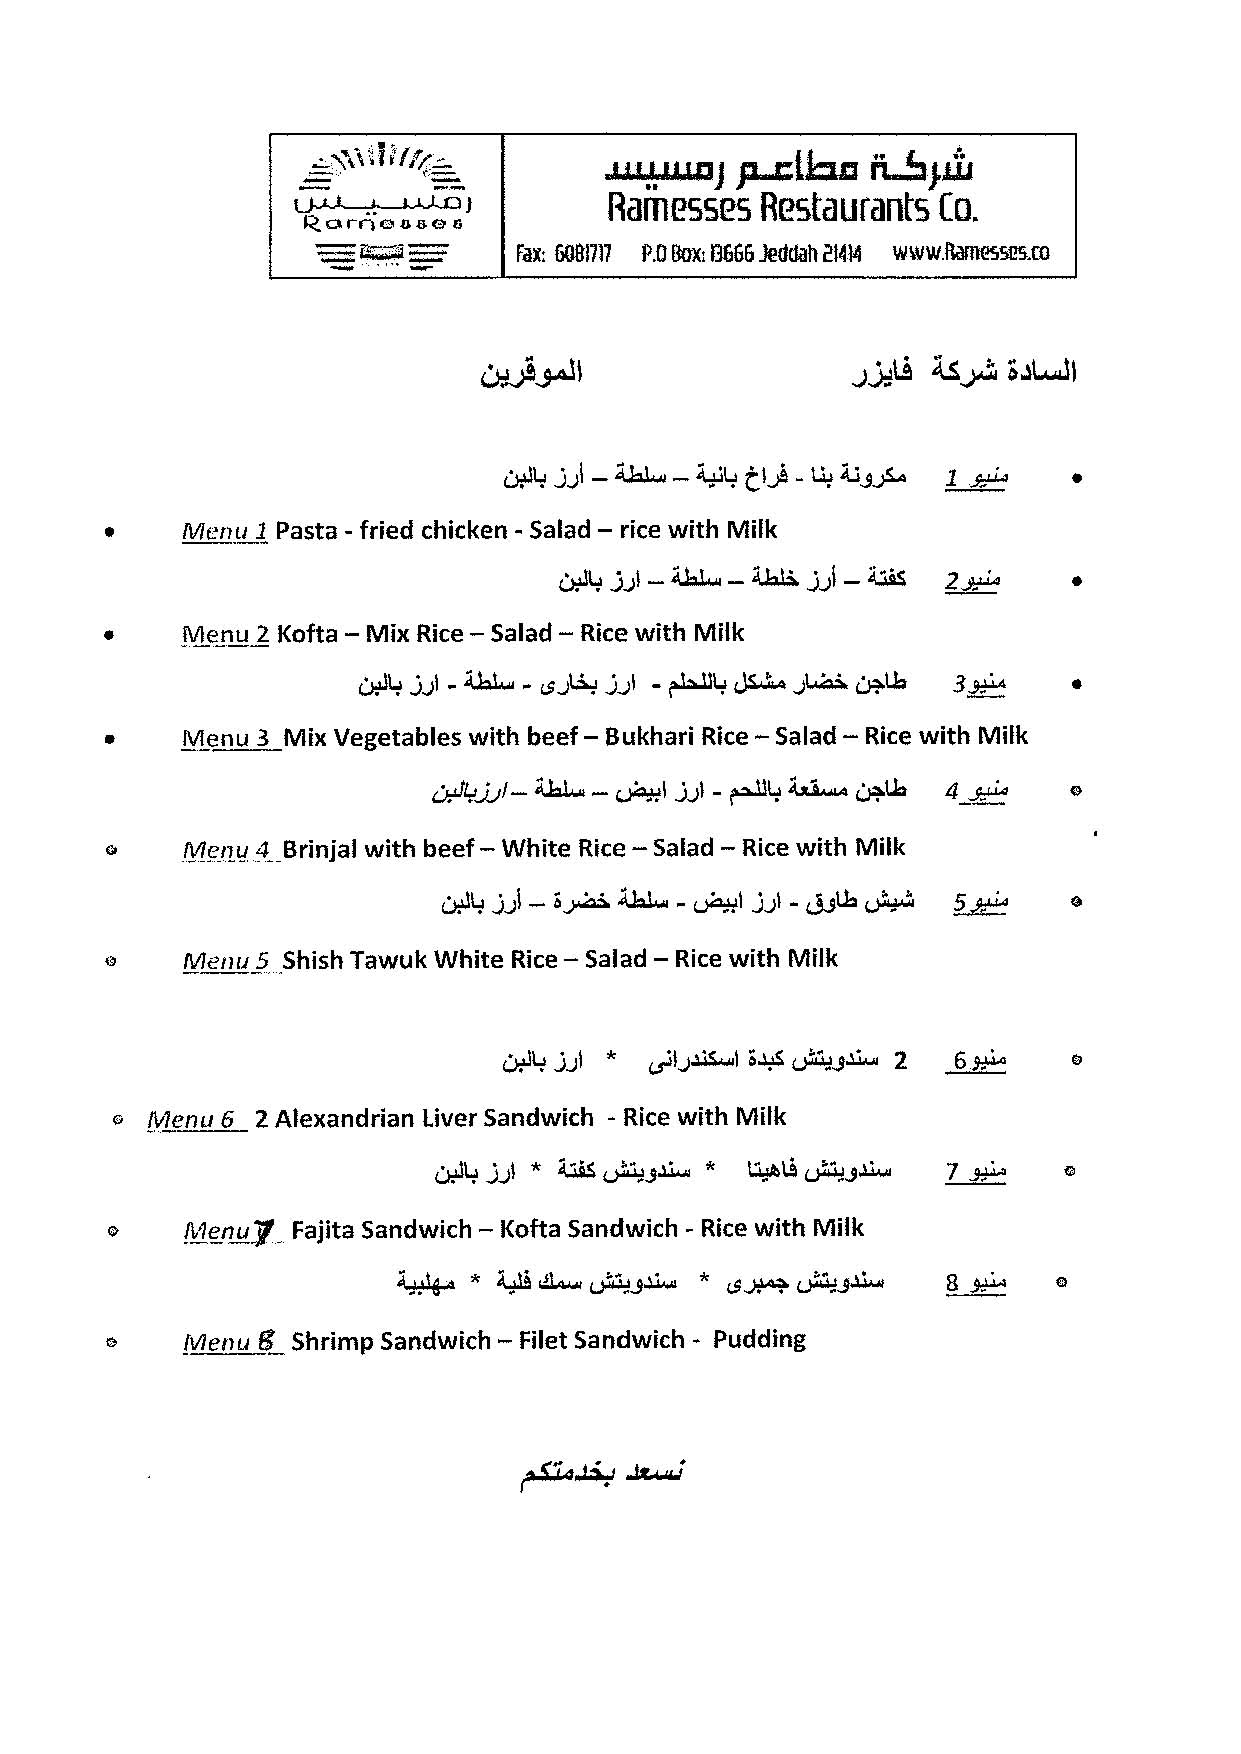 رمسيس
Ramesses
شركة مطاعم رمسيس
Ramesses Restaurants Co.
Fax: 6081717 P.O Box: 13666 Jeddah 21414 www.Ramesses.co
السادة شركة فايزر الموقرين
• منيو 1 مكرونة بنا - فراخ بانية – سلطة – أرز بالبن
• Menu 1 Pasta - fried chicken - Salad – rice with Milk
• منيو2 كفتة – أرز خلطة – سلطة – ارز بالبن
• Menu 2 Kofta – Mix Rice – Salad – Rice with Milk
• منيو3 طاجن خضار مشكل باللحلم - ارز بخارى - سلطة - ارز بالبن
• Menu 3 Mix Vegetables with beef – Bukhari Rice – Salad – Rice with Milk
• منيو 4 طاجن مسقعة باللحم - ارز ابيض – سلطة – ارزبالبن
• Menu 4 Brinjal with beef – White Rice – Salad – Rice with Milk
• منيو 5 شيش طاوق - ارز ابيض - سلطة خضرة – أرز بالبن
• Menu 5 Shish Tawuk White Rice – Salad – Rice with Milk
• منيو 6 2 سندويتش كبدة اسكندرانى * ارز بالبن
• Menu 6 2 Alexandrian Liver Sandwich - Rice with Milk
• منيو 7 سندويتش فاهيتا * سندويتش كفتة * ارز بالبن
• Menu 7 Fajita Sandwich – Kofta Sandwich - Rice with Milk
• منيو 8 سندويتش جمبرى * سندويتش سمك فلية * مهلبية
• Menu 8 Shrimp Sandwich – Filet Sandwich - Pudding
نسعد بخدمتكم